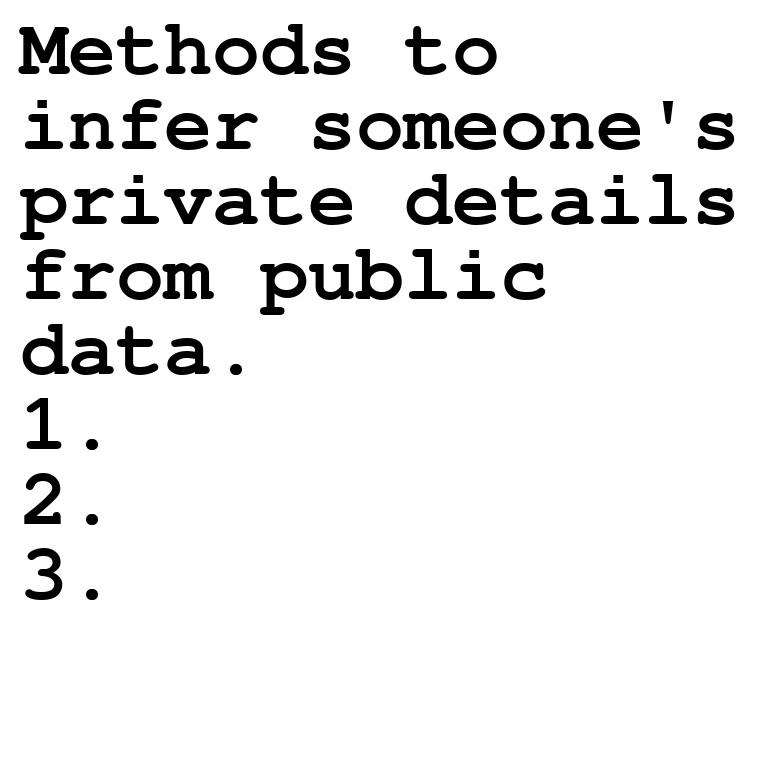 Methods to
infer someone's
private details
from public
data.
1.
2.
3.